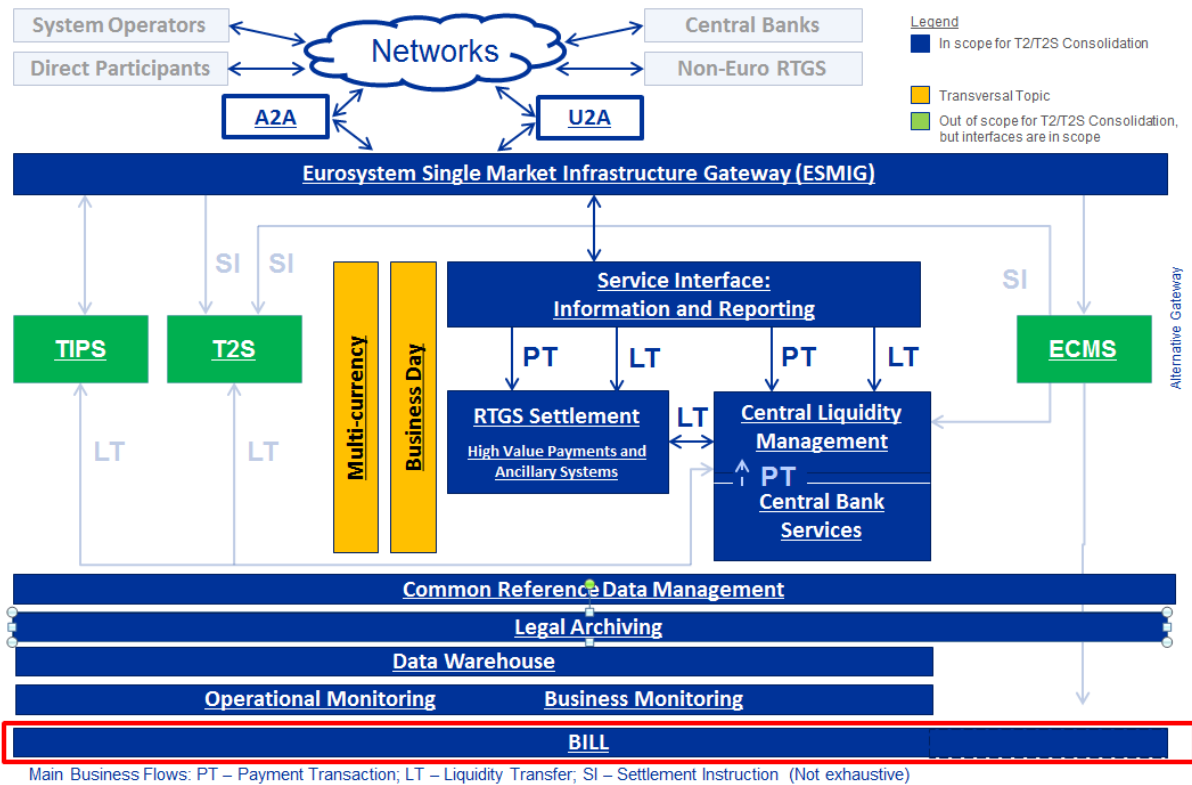 System Operators
Direct Participants
Networks
Central Banks
Non-Euro RTGS
Legend
In scope for T2/T2S Consolidation
Transversal Topic
Out of scope for T2/T2S Consolidation,
but interfaces are in scope
A2A
U2A
Eurosystem Single Market Infrastructure Gateway (ESMIG)
SI
SI
SI
Alternative Gateway
Service Interface:
Information and Reporting
TIPS
T2S
ECMS
Multi-currency
Business Day
PT
LT
PT
LT
RTGS Settlement
High Value Payments and
Ancillary Systems
LT
Central Liquidity
Management
PT
Central Bank
Services
LT
LT
Common Reference Data Management
Legal Archiving
Data Warehouse
Operational Monitoring
Business Monitoring
BILL
Main Business Flows: PT – Payment Transaction; LT – Liquidity Transfer; SI – Settlement Instruction (Not exhaustive)